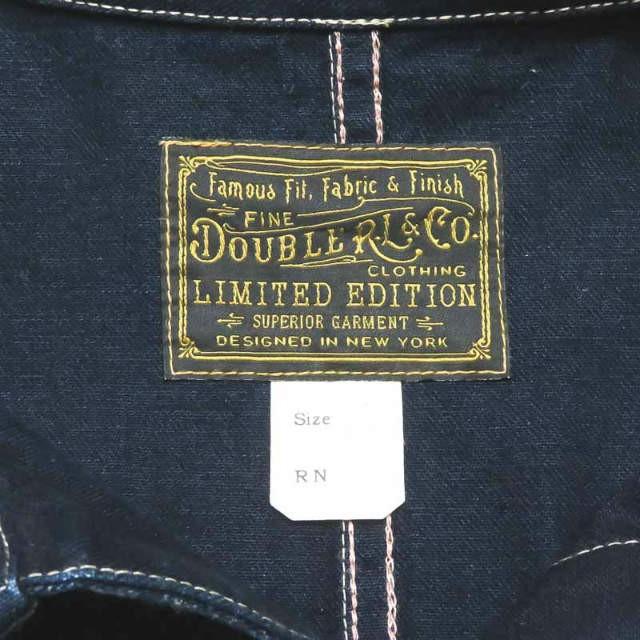 Famous Fit, Fabric & Finish
FINE
DOUBLE RL & Co.
CLOTHING
LIMITED EDITION
SUPERIOR GARMENT
DESIGNED IN NEW YORK
Size
RN